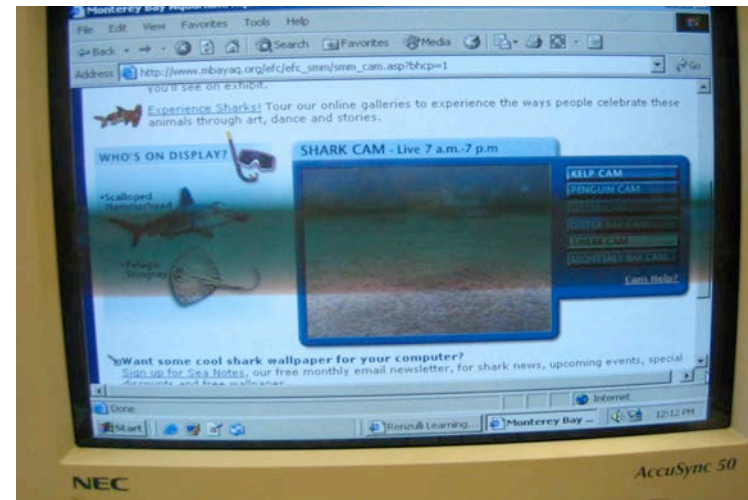 Monterey Bay Aquarium
File Edit View Favorites Tools Help
Back Search Favorites Media
Address http://www.mbayaq.org/efc/efc_smm/smm_cam.asp?bhcp=1 Go
you'll see on exhibit.
Experience Sharks! Tour our online galleries to experience the ways people celebrate these
animals through art, dance and stories.
WHO'S ON DISPLAY?
SHARK CAM - Live 7 a.m.-7 p.m
•Scalloped
Hammerhead
•Pelagic
Stingray
KELP CAM
PENGUIN CAM
SHARK CAM
MONTEREY BAY CAM
Cam Help?
Want some cool shark wallpaper for your computer?
Sign up for Sea Notes, our free monthly email newsletter, for shark news, upcoming events, special
discounts and free wallpaper
Done Internet
Start Renzulli Learning... Monterey Bay ... 12:12 PM
NEC AccuSync 50